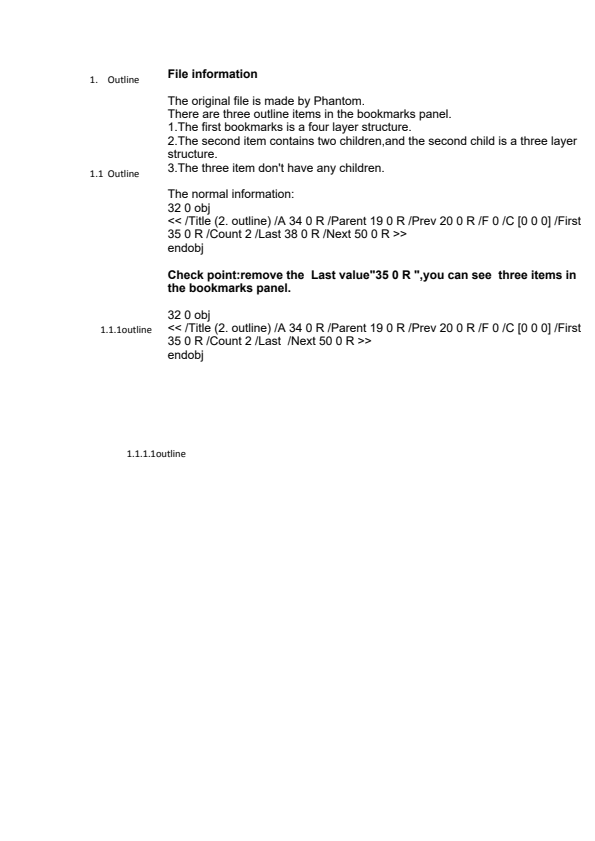 1. Outline
File information
The original file is made by Phantom.
There are three outline items in the bookmarks panel.
1.The first bookmarks is a four layer structure.
2.The second item contains two children,and the second child is a three layer
structure.
3.The three item don't have any children.
1.1 Outline
The normal information:
32 0 obj
<< /Title (2. outline) /A 34 0 R /Parent 19 0 R /Prev 20 0 R /F 0 /C [0 0 0] /First
35 0 R /Count 2 /Last 38 0 R /Next 50 0 R >>
endobj
Check point:remove the  Last value"35 0 R ",you can see  three items in
the bookmarks panel.
32 0 obj
<< /Title (2. outline) /A 34 0 R /Parent 19 0 R /Prev 20 0 R /F 0 /C [0 0 0] /First
35 0 R /Count 2 /Last  /Next 50 0 R >>
endobj
1.1.1outline
1.1.1.1outline